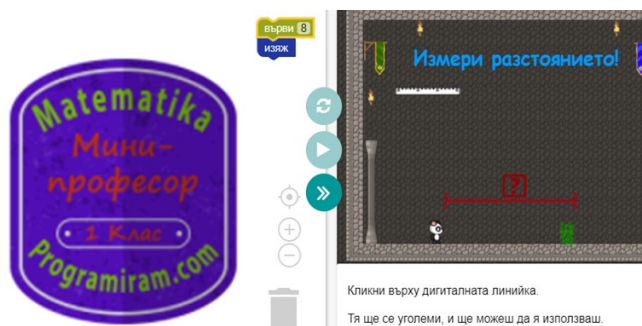 Matematika
Мини-
професор
1 Клас
Programiram.com
върви 8
изяж
Измери разстоянието!
?
Кликни върху дигиталната линийка.
Тя ще се уголеми, и ще можеш да я използваш.